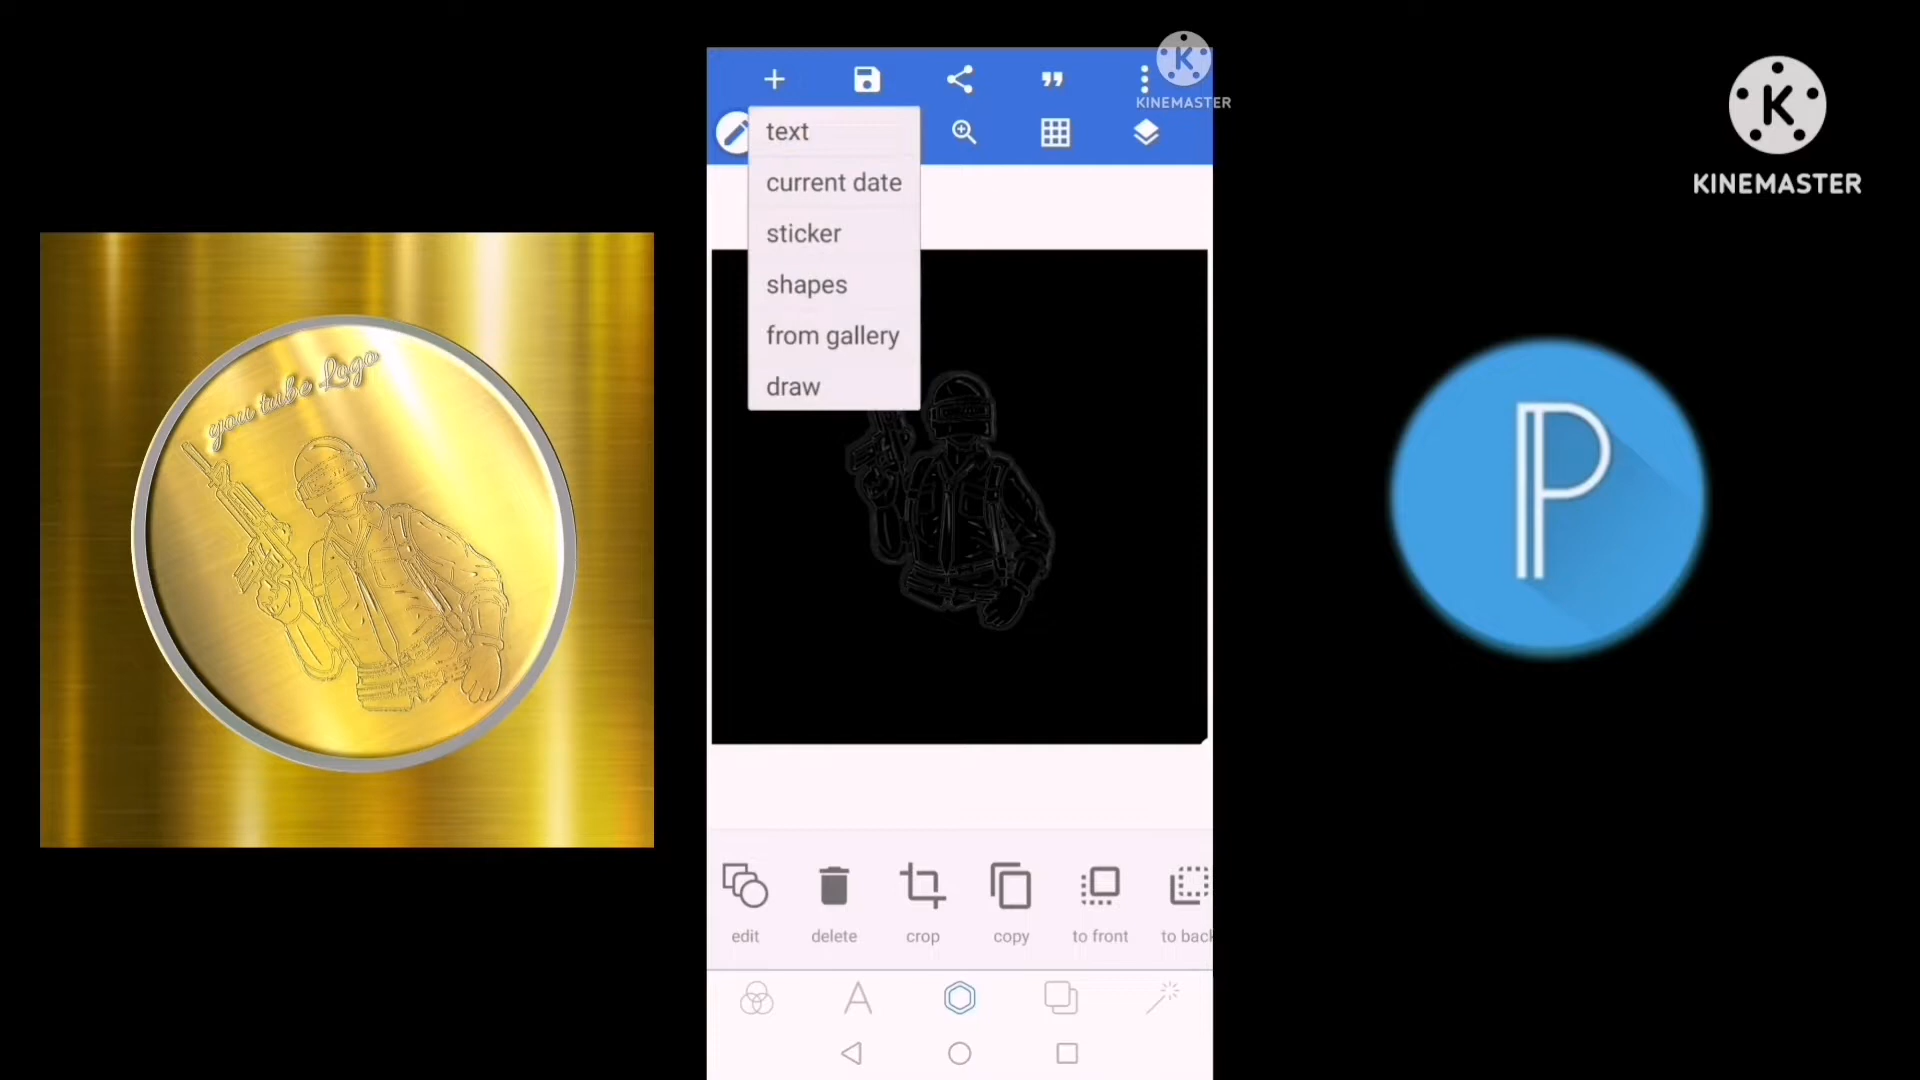 KINEMASTER
KINEMASTER
text
current date
sticker
shapes
from gallery
draw
you tube Logo
P
edit
delete
crop
copy
to front
to back